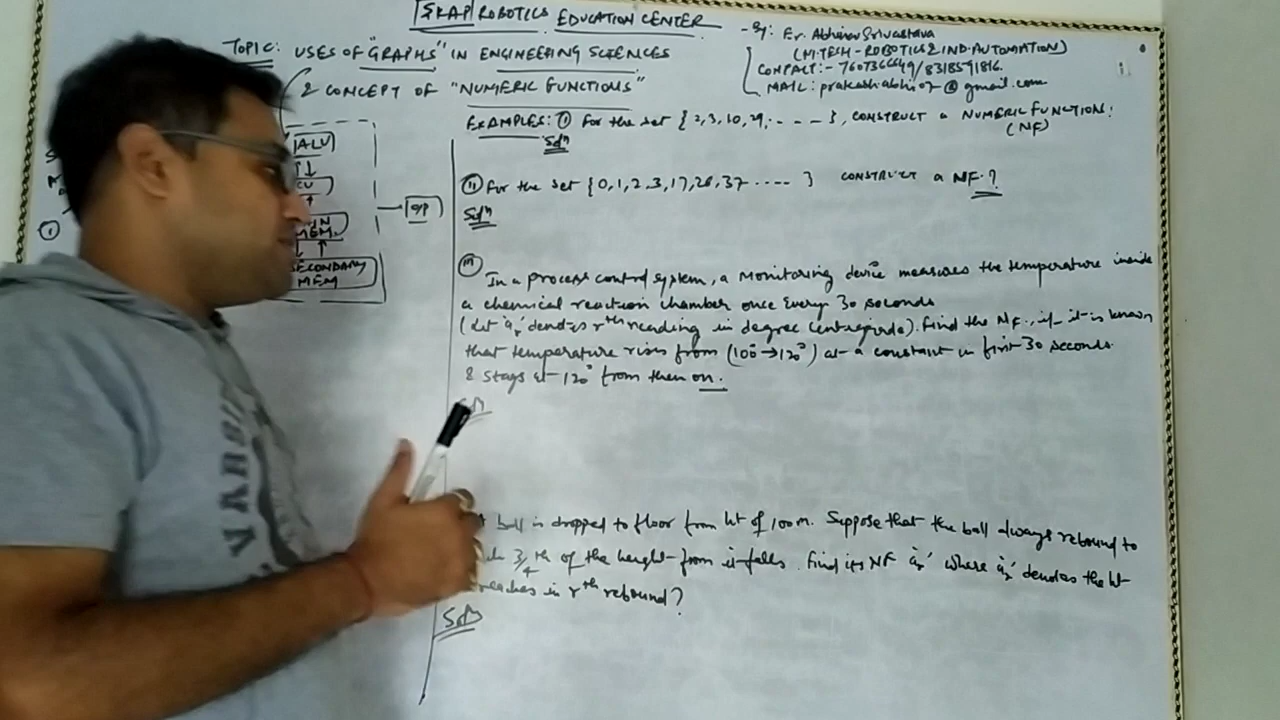 SKAP ROBOTICS EDUCATION CENTER
- By: Er. Abhinav Srivastava
(M.TECH - ROBOTICS & IND. AUTOMATION)
CONTACT:- 7607366649/8318591816.
MAIL: prakashabhi07@gmail.com
TOPIC: USES OF "GRAPHS" IN ENGINEERING SCIENCES
& CONCEPT OF "NUMERIC FUNCTIONS"
ALU
CU
MEM.
SECONDARY
MEM
O/P
①
EXAMPLES: ① For the set {2,3,10,29, - - - - }, CONSTRUCT a NUMERIC FUNCTION:
(NF)
Soln
(II) For the set {0,1,2,3,17,26,37 ..... } CONSTRUCT a NF.?
Soln
(III) In a process control system, a monitoring device measures the temperature inside
a chemical reaction chamber once every 30 seconds
(let 'ar' denotes rth reading in degree centigrade). Find the NF., if it is known
that temperature rises from (100° → 120°) at a constant in first 30 seconds
& stays at 120° from then on.
Soln
ball is dropped to floor from ht of 100m. Suppose that the ball always rebound to
3/4 th of the height from it falls. Find its NF 'ar' where 'ar' denotes the ht
reaches in rth rebound?
Soln
VARS